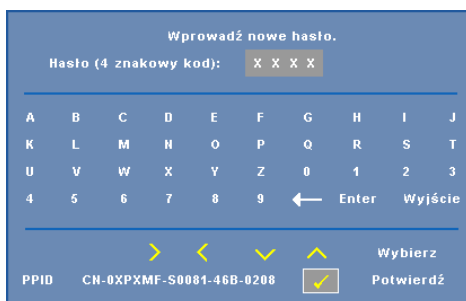 Wprowadź nowe hasło.
Hasło (4 znakowy kod): X X X X
A B C D E F G H I J
K L M N O P Q R S T
U V W X Y Z 0 1 2 3
4 5 6 7 8 9 Enter Wyjście
Wybierz
PPID CN-0XPXMF-S0081-46B-0208 Potwierdź